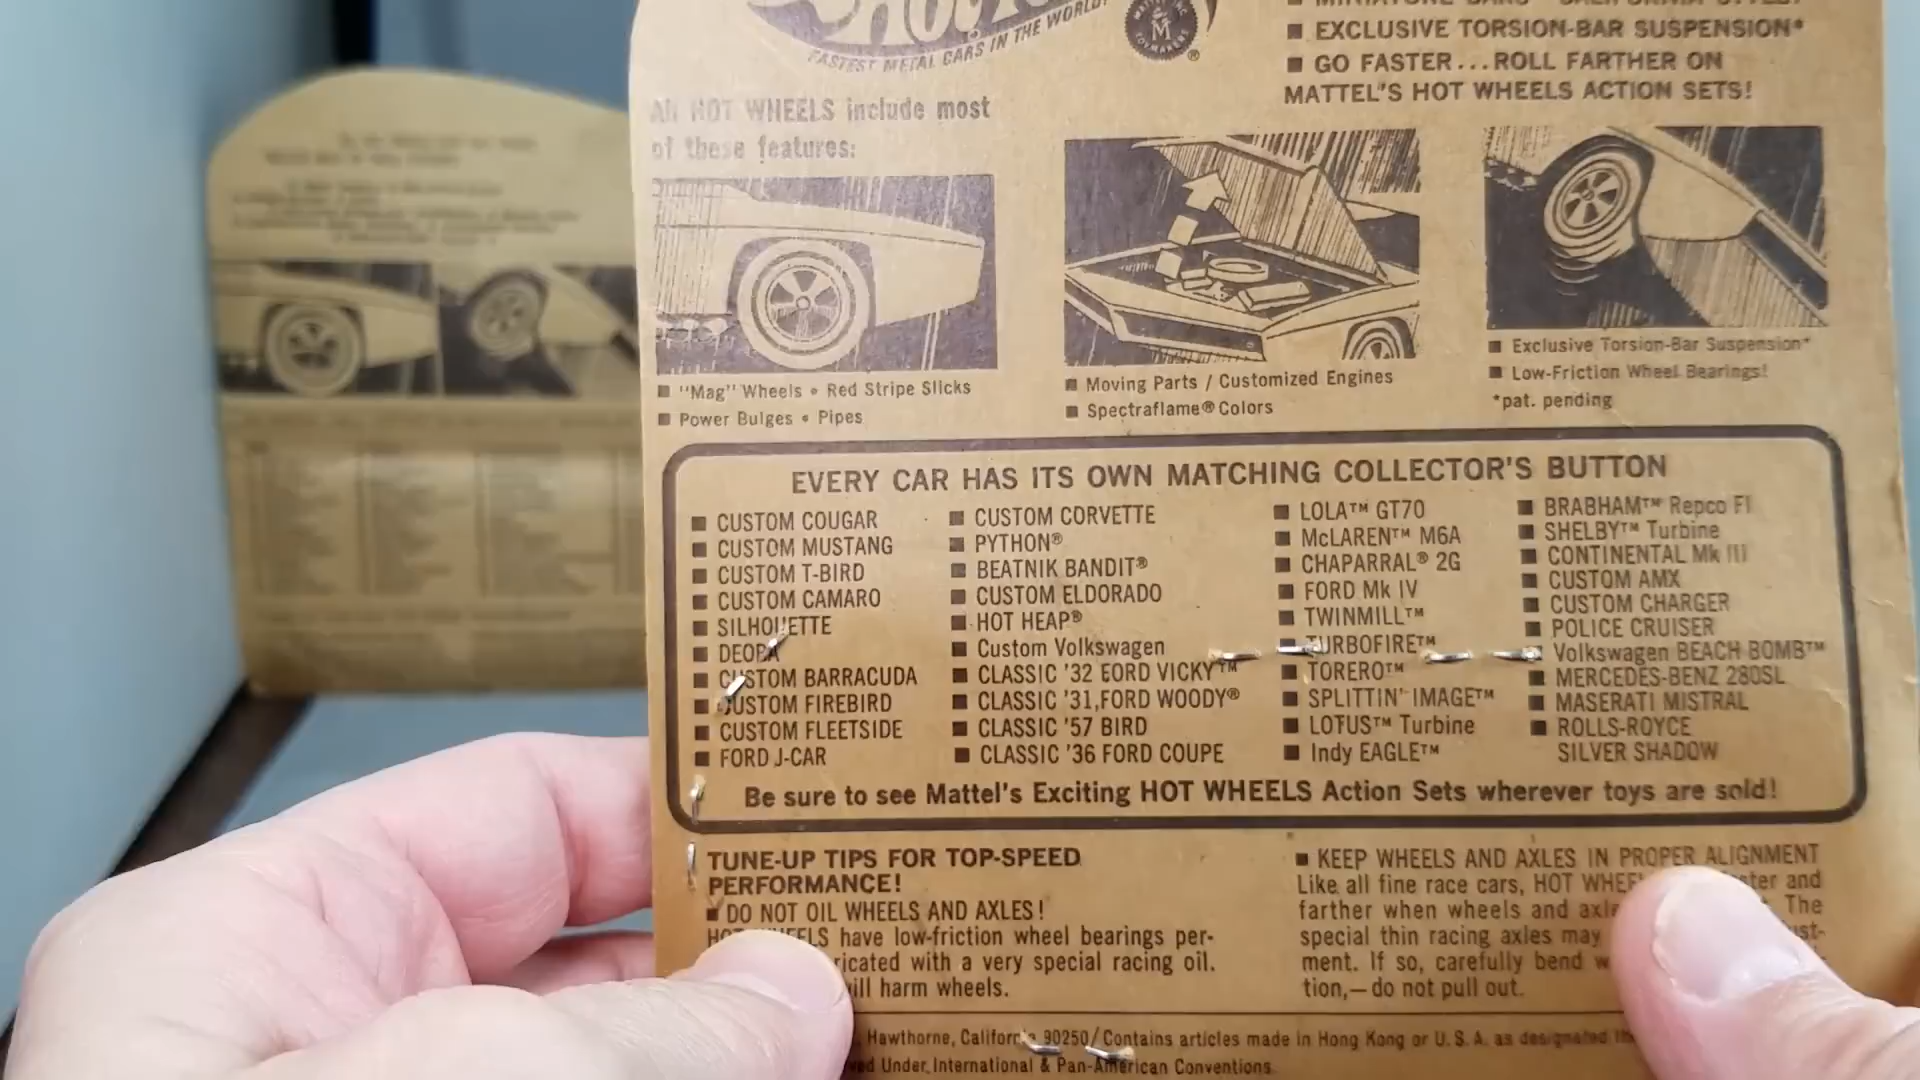 FASTEST METAL CARS IN THE WORLD!
■ EXCLUSIVE TORSION-BAR SUSPENSION*
■ GO FASTER...ROLL FARTHER ON
MATTEL'S HOT WHEELS ACTION SETS!
All HOT WHEELS include most
of these features:
■ "Mag" Wheels • Red Stripe Slicks
■ Power Bulges • Pipes
■ Moving Parts / Customized Engines
■ Spectraflame® Colors
■ Exclusive Torsion-Bar Suspension*
■ Low-Friction Wheel Bearings!
*pat. pending
EVERY CAR HAS ITS OWN MATCHING COLLECTOR'S BUTTON
■ CUSTOM COUGAR
■ CUSTOM MUSTANG
■ CUSTOM T-BIRD
■ CUSTOM CAMARO
■ SILHOUETTE
■ DEORA
■ CUSTOM BARRACUDA
■ CUSTOM FIREBIRD
■ CUSTOM FLEETSIDE
■ FORD J-CAR
■ CUSTOM CORVETTE
■ PYTHON®
■ BEATNIK BANDIT®
■ CUSTOM ELDORADO
■ HOT HEAP®
■ Custom Volkswagen
■ CLASSIC '32 FORD VICKY™
■ CLASSIC '31 FORD WOODY®
■ CLASSIC '57 BIRD
■ CLASSIC '36 FORD COUPE
■ LOLA™ GT70
■ McLAREN™ M6A
■ CHAPARRAL® 2G
■ FORD Mk IV
■ TWINMILL™
■ TURBOFIRE™
■ TORERO™
■ SPLITTIN' IMAGE™
■ LOTUS™ Turbine
■ Indy EAGLE™
■ BRABHAM™ Repco F1
■ SHELBY™ Turbine
■ CONTINENTAL Mk III
■ CUSTOM AMX
■ CUSTOM CHARGER
■ POLICE CRUISER
■ Volkswagen BEACH BOMB™
■ MERCEDES-BENZ 280SL
■ MASERATI MISTRAL
■ ROLLS-ROYCE
SILVER SHADOW
Be sure to see Mattel's Exciting HOT WHEELS Action Sets wherever toys are sold!
TUNE-UP TIPS FOR TOP-SPEED
PERFORMANCE!
■ DO NOT OIL WHEELS AND AXLES!
HOT WHEELS have low-friction wheel bearings per-
ricated with a very special racing oil.
will harm wheels.
■ KEEP WHEELS AND AXLES IN PROPER ALIGNMENT
Like all fine race cars, HOT WHEELS and
farther when wheels and The
special thin racing axles may
ment. If so, carefully bend
tion,—do not pull out.
Hawthorne, California 90250/Contains articles made in Hong Kong or U.S.A. as designated
Under International & Pan-American Conventions.